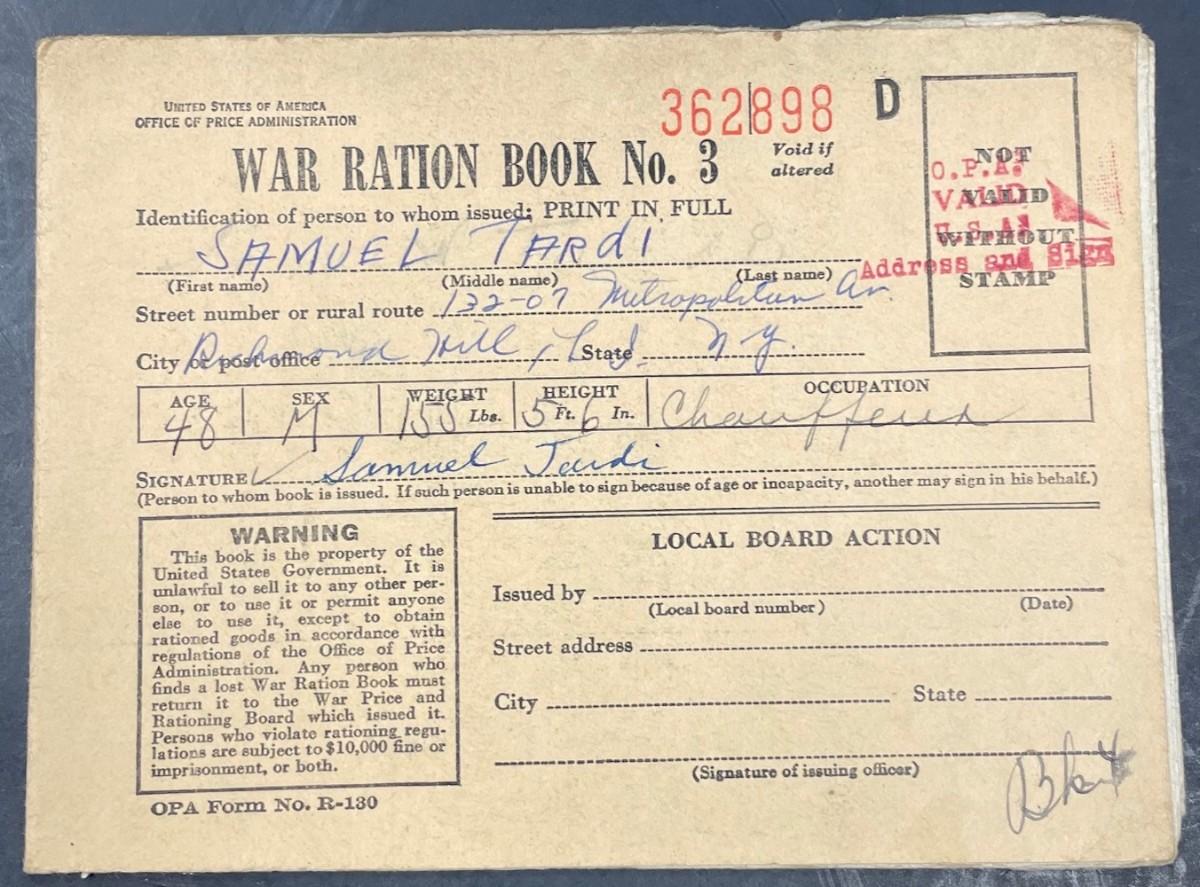 UNITED STATES OF AMERICA
OFFICE OF PRICE ADMINISTRATION
362898 D
WAR RATION BOOK No. 3
Void if
altered
NOT
VALID
WITHOUT
STAMP
O.P.A.
VALID
U.S.A.
Address and Sign
Identification of person to whom issued: PRINT IN FULL
SAMUEL TARDI
(First name) (Middle name) (Last name)
Street number or rural route 132-07 Metropolitan Av.
City or post office Richmond Hill, L I. State N.Y.
AGE SEX WEIGHT HEIGHT OCCUPATION
48 M 155 Lbs. 5 Ft. 6 In. Chauffeur
SIGNATURE Samuel Tardi
(Person to whom book is issued. If such person is unable to sign because of age or incapacity, another may sign in his behalf.)
WARNING
This book is the property of the
United States Government. It is
unlawful to sell it to any other per-
son, or to use it or permit anyone
else to use it, except to obtain
rationed goods in accordance with
regulations of the Office of Price
Administration. Any person who
finds a lost War Ration Book must
return it to the War Price and
Rationing Board which issued it.
Persons who violate rationing regu-
lations are subject to $10,000 fine or
imprisonment, or both.
OPA Form No. R-130
LOCAL BOARD ACTION
Issued by
(Local board number) (Date)
Street address
City State
(Signature of issuing officer)